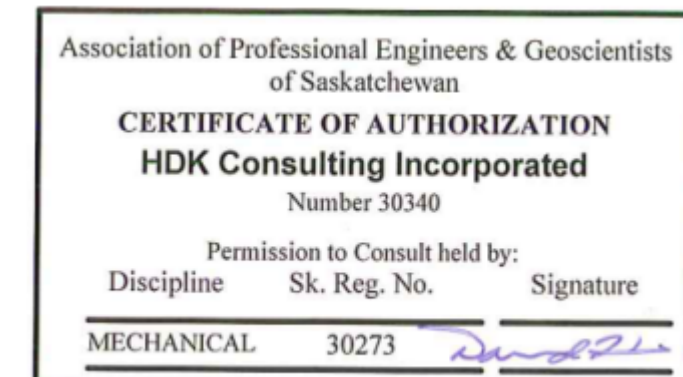 Association of Professional Engineers & Geoscientists
of Saskatchewan
CERTIFICATE OF AUTHORIZATION
HDK Consulting Incorporated
Number 30340
Permission to Consult held by:
Discipline Sk. Reg. No. Signature
MECHANICAL 30273